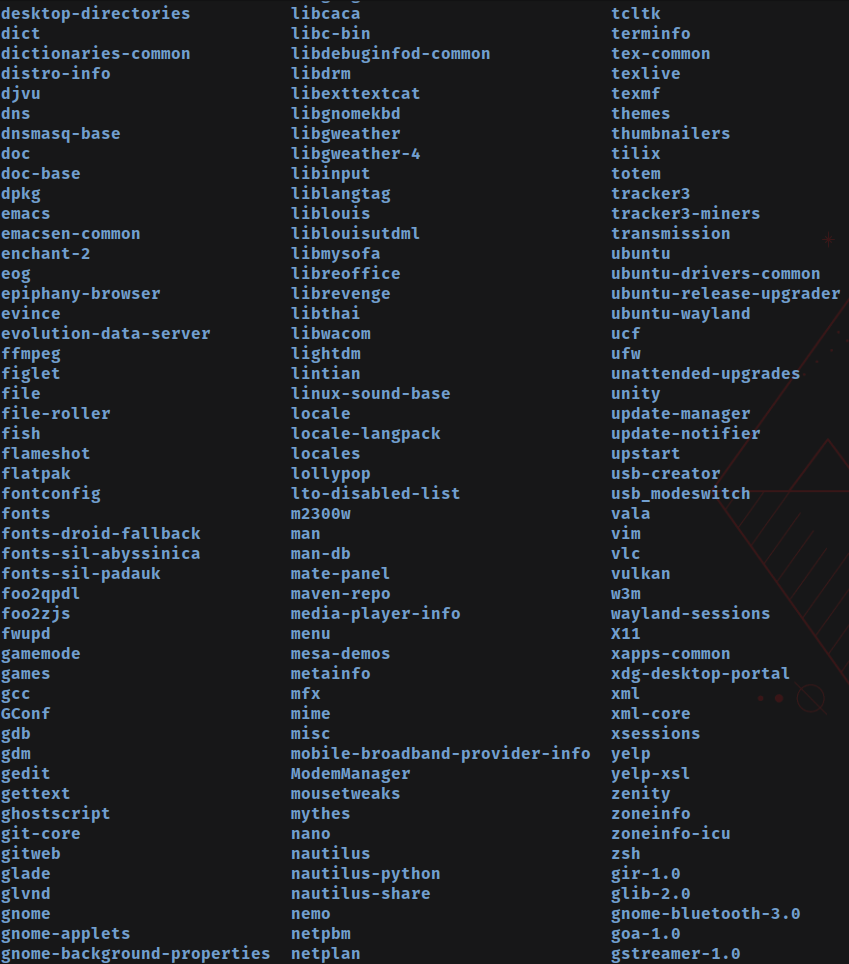 desktop-directories libcaca tcltk
dict libc-bin terminfo
dictionaries-common libdebuginfod-common tex-common
distro-info libdrm texlive
djvu libexttextcat texmf
dns libgnomekbd themes
dnsmasq-base libgweather thumbnailers
doc libgweather-4 tilix
doc-base libinput totem
dpkg liblangtag tracker3
emacs liblouis tracker3-miners
emacsen-common liblouisutdml transmission
enchant-2 libmysofa ubuntu
eog libreoffice ubuntu-drivers-common
epiphany-browser librevenge ubuntu-release-upgrader
evince libthai ubuntu-wayland
evolution-data-server libwacom ucf
ffmpeg lightdm ufw
figlet lintian unattended-upgrades
file linux-sound-base unity
file-roller locale update-manager
fish locale-langpack update-notifier
flameshot locales upstart
flatpak lollypop usb-creator
fontconfig lto-disabled-list usb_modeswitch
fonts m2300w vala
fonts-droid-fallback man vim
fonts-sil-abyssinica man-db vlc
fonts-sil-padauk mate-panel vulkan
foo2qpdl maven-repo w3m
foo2zjs media-player-info wayland-sessions
fwupd menu X11
gamemode mesa-demos xapps-common
games metainfo xdg-desktop-portal
gcc mfx xml
GConf mime xml-core
gdb misc xsessions
gdm mobile-broadband-provider-info yelp
gedit ModemManager yelp-xsl
gettext mousetweaks zenity
ghostscript mythes zoneinfo
git-core nano zoneinfo-icu
gitweb nautilus zsh
glade nautilus-python gir-1.0
glvnd nautilus-share glib-2.0
gnome nemo gnome-bluetooth-3.0
gnome-applets netpbm goa-1.0
gnome-background-properties netplan gstreamer-1.0